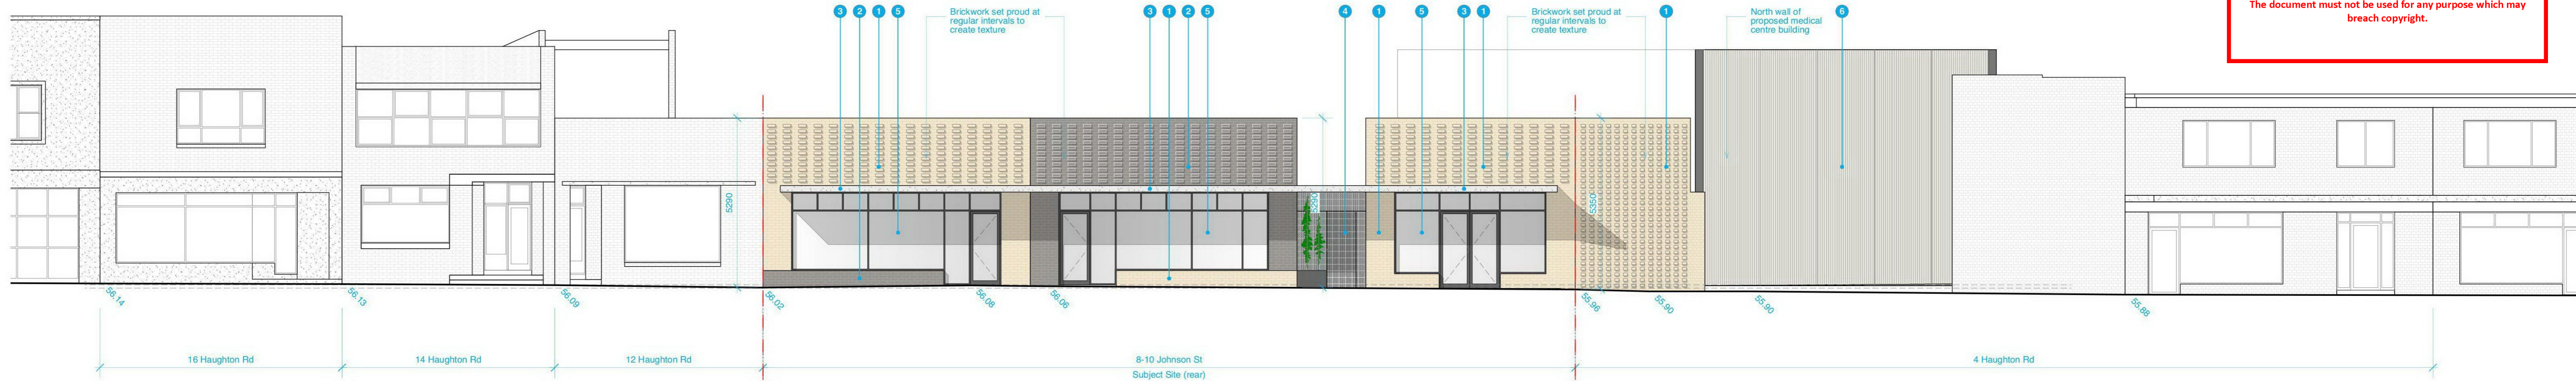 The document must not be used for any purpose which may
breach copyright.
3 2 1 5
Brickwork set proud at
regular intervals to
create texture
3 1 2 5
4 1 5 3 1
Brickwork set proud at
regular intervals to
create texture
1
North wall of
proposed medical
centre building
6
5290
5290
5350
56.14
56.13
56.09
56.02
56.08
56.06
55.96
55.90
55.90
55.88
16 Haughton Rd
14 Haughton Rd
12 Haughton Rd
8-10 Johnson St
Subject Site (rear)
4 Haughton Rd